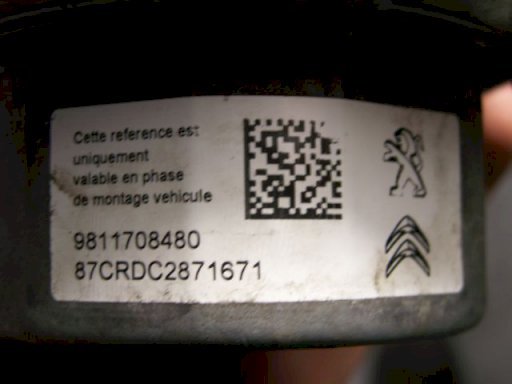 Cette reference est
uniquement
valable en phase
de montage vehicule
9811708480
87CRDC2871671